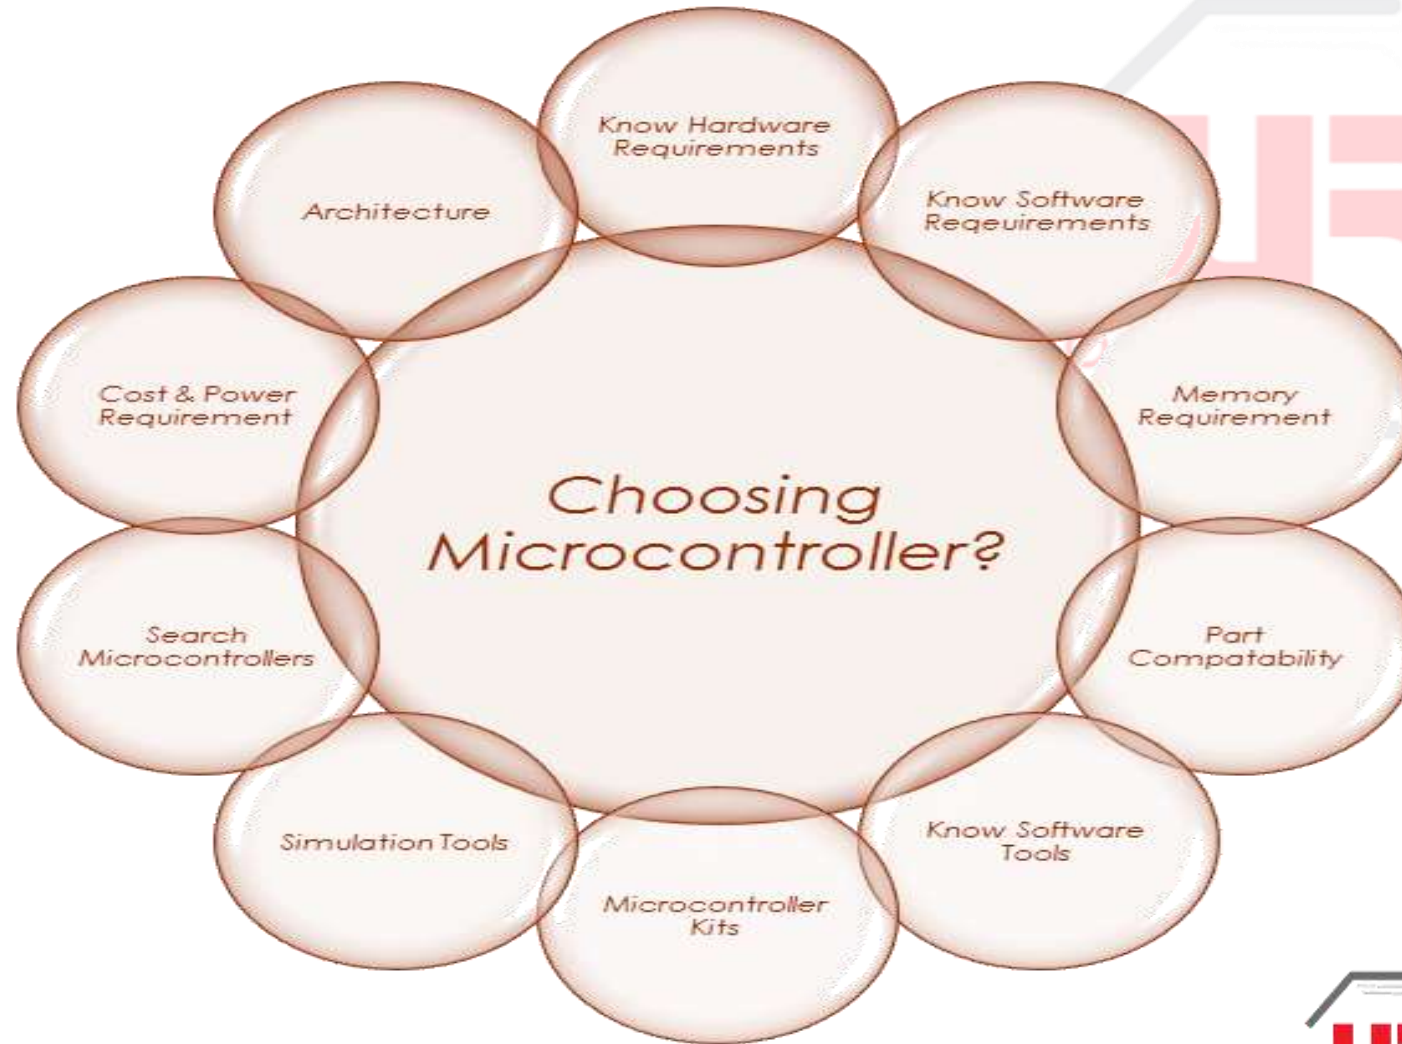 Know Hardware
Requirements
Know Software
Reqeuirements
Memory
Requirement
Part
Compatability
Know Software
Tools
Microcontroller
Kits
Simulation Tools
Search
Microcontrollers
Cost & Power
Requirement
Architecture
Choosing
Microcontroller?